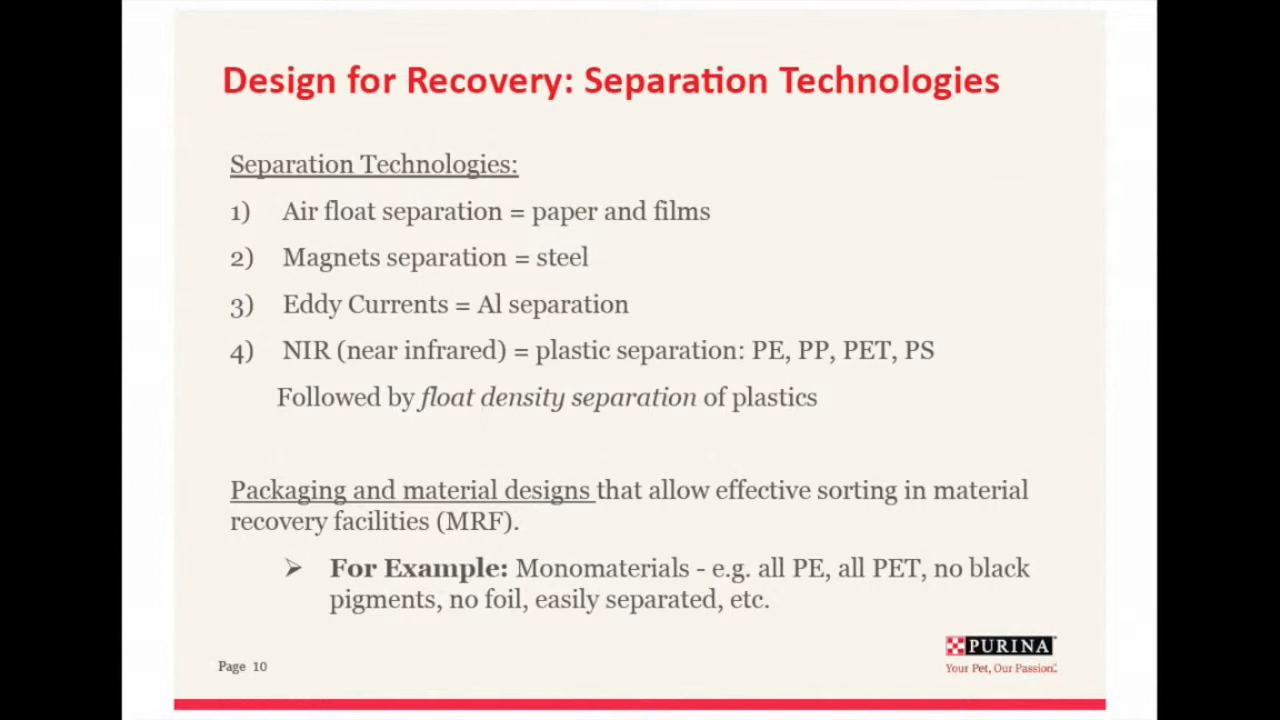 Design for Recovery: Separation Technologies
Separation Technologies:
1) Air float separation = paper and films
2) Magnets separation = steel
3) Eddy Currents = Al separation
4) NIR (near infrared) = plastic separation: PE, PP, PET, PS
Followed by float density separation of plastics
Packaging and material designs that allow effective sorting in material
recovery facilities (MRF).
➢ For Example: Monomaterials - e.g. all PE, all PET, no black
pigments, no foil, easily separated, etc.
PURINA
Your Pet, Our Passion.
Page 10